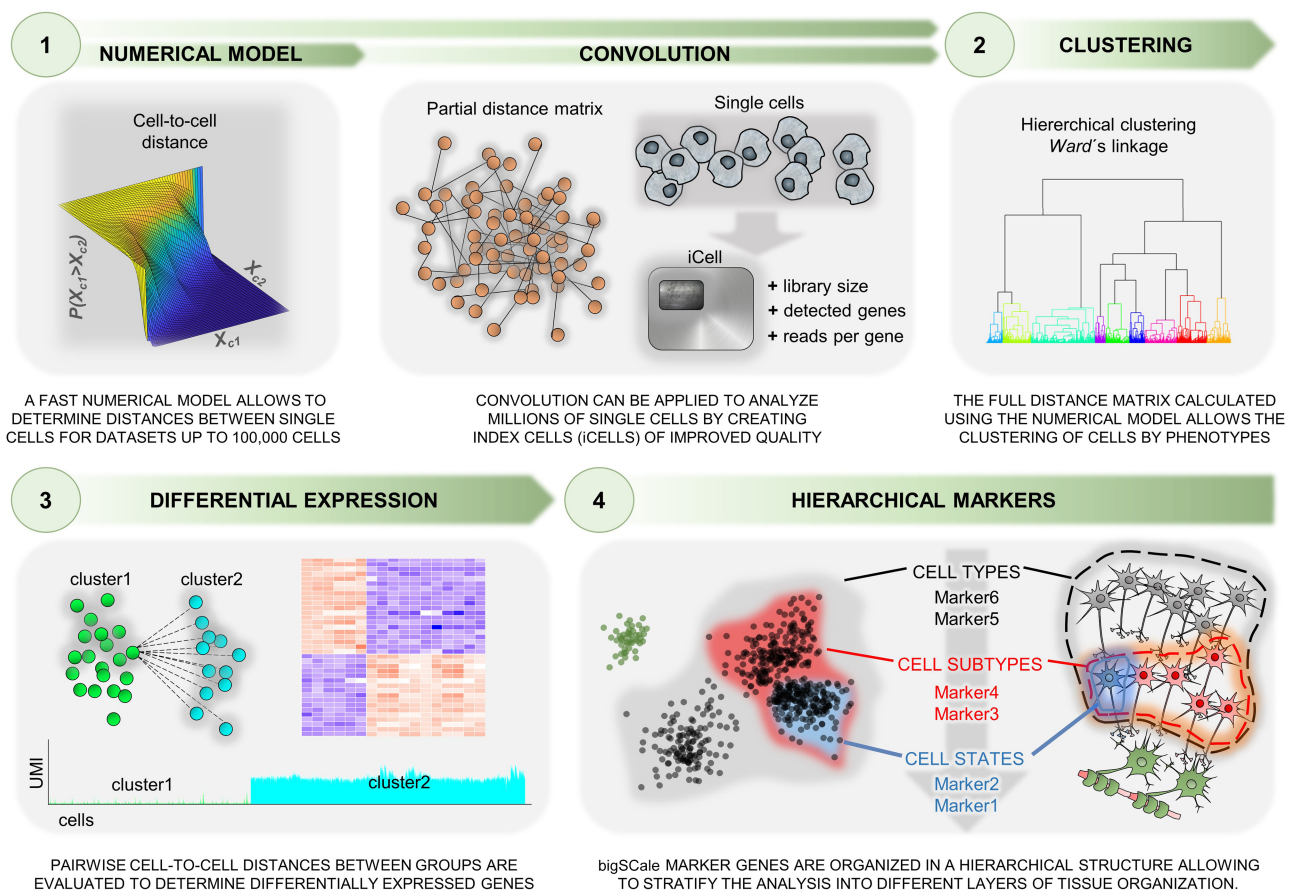 1
NUMERICAL MODEL
CONVOLUTION
2
CLUSTERING
Cell-to-cell
distance
P(Xc1>Xc2)
Xc2
Xc1
Partial distance matrix
Single cells
iCell
+ library size
+ detected genes
+ reads per gene
Hiererchical clustering
Ward´s linkage
A FAST NUMERICAL MODEL ALLOWS TO
DETERMINE DISTANCES BETWEEN SINGLE
CELLS FOR DATASETS UP TO 100,000 CELLS
CONVOLUTION CAN BE APPLIED TO ANALYZE
MILLIONS OF SINGLE CELLS BY CREATING
INDEX CELLS (iCELLS) OF IMPROVED QUALITY
THE FULL DISTANCE MATRIX CALCULATED
USING THE NUMERICAL MODEL ALLOWS THE
CLUSTERING OF CELLS BY PHENOTYPES
3
DIFFERENTIAL EXPRESSION
4
HIERARCHICAL MARKERS
cluster1
cluster2
UMI
cluster1
cluster2
cells
CELL TYPES
Marker6
Marker5
CELL SUBTYPES
Marker4
Marker3
CELL STATES
Marker2
Marker1
PAIRWISE CELL-TO-CELL DISTANCES BETWEEN GROUPS ARE
EVALUATED TO DETERMINE DIFFERENTIALLY EXPRESSED GENES
bigSCale MARKER GENES ARE ORGANIZED IN A HIERARCHICAL STRUCTURE ALLOWING
TO STRATIFY THE ANALYSIS INTO DIFFERENT LAYERS OF TISSUE ORGANIZATION.